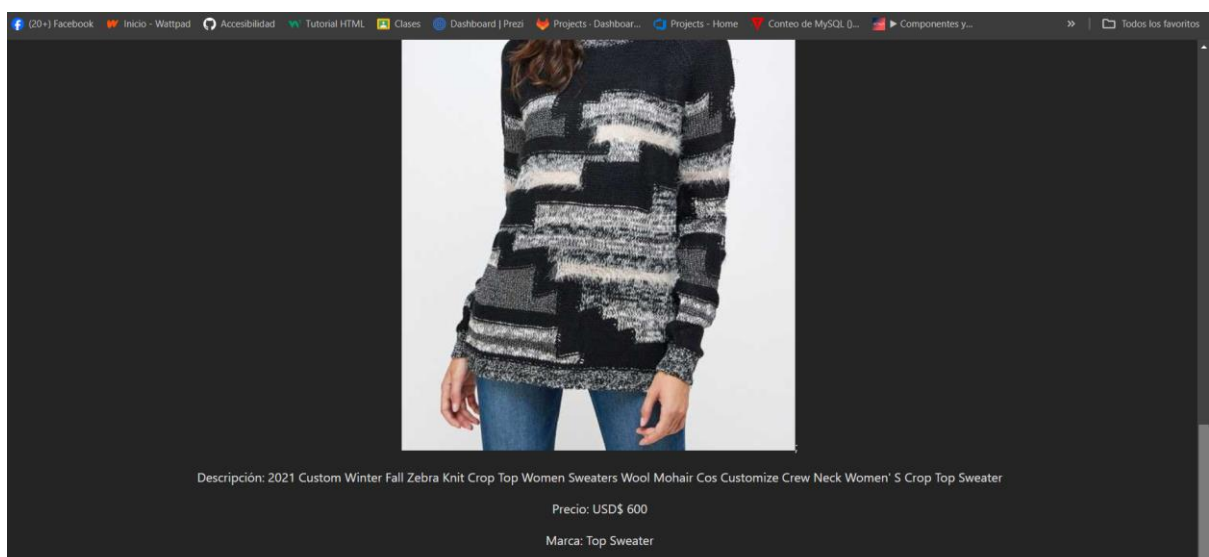 (20+) Facebook Inicio - Wattpad Accesibilidad Tutorial HTML Clases Dashboard | Prezi Projects · Dashboar... Projects - Home Conteo de MySQL ()... ► Componentes y... » Todos los favoritos
Descripción: 2021 Custom Winter Fall Zebra Knit Crop Top Women Sweaters Wool Mohair Cos Customize Crew Neck Women' S Crop Top Sweater
Precio: USD$ 600
Marca: Top Sweater